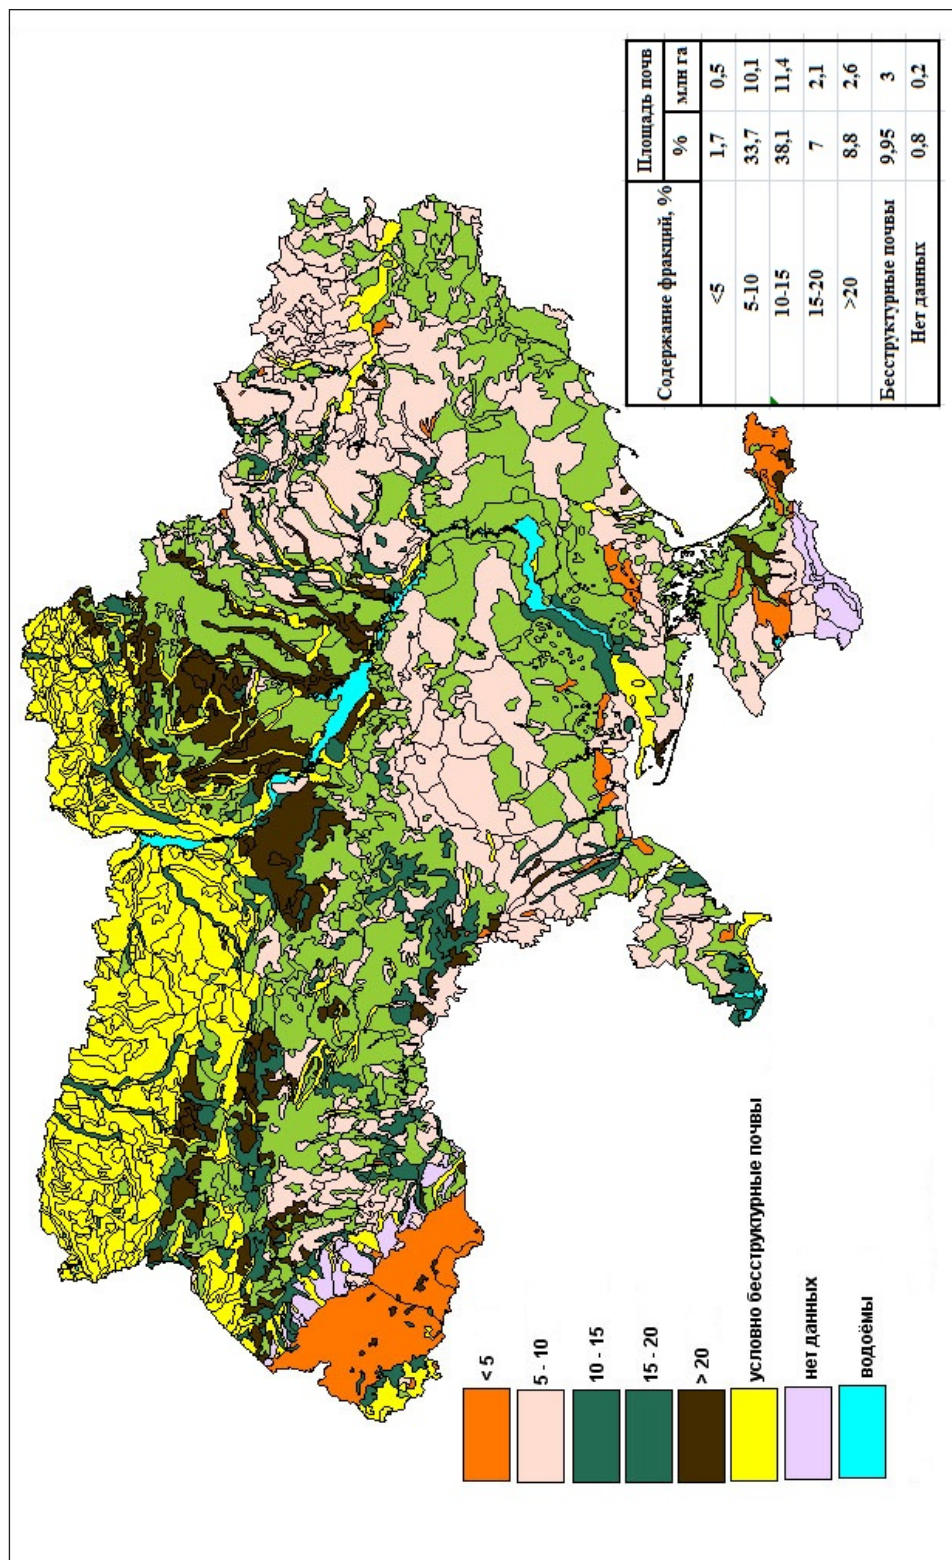 Содержание фракций, %
Площадь почв
%
млн га
<5
1,7
0,5
5-10
33,7
10,1
10-15
38,1
11,4
15-20
7
2,1
>20
8,8
2,6
Бесструктурные почвы
9,95
3
Нет данных
0,8
0,2
< 5
5 - 10
10 - 15
15 - 20
> 20
условно бесструктурные почвы
нет данных
водоёмы